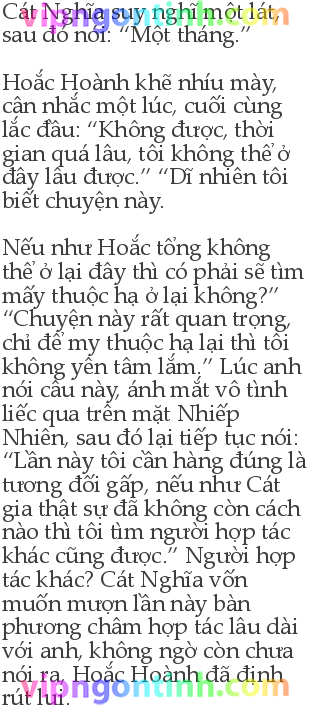 vipngontinh.com
Cát Nghĩa suy nghĩ một lát,
sau đó nói: “Một tháng.”
Hoắc Hoành khẽ nhíu mày,
cân nhắc một lúc, cuối cùng
lắc đầu: “Không được, thời
gian quá lâu, tôi không thể ở
đây lâu được.” “Dĩ nhiên tôi
biết chuyện này.
Nếu như Hoắc tổng không
thể ở lại đây thì có phải sẽ tìm
mấy thuộc hạ ở lại không?”
“Chuyện này rất quan trọng,
chỉ để my thuộc hạ lại thì tôi
không yên tâm lắm.” Lúc anh
nói câu này, ánh mắt vô tình
liếc qua trên mặt Nhiếp
Nhiên, sau đó lại tiếp tục nói:
“Lần này tôi cần hàng đúng là
tương đối gấp, nếu như Cát
gia thật sự đã không còn cách
nào thì tôi tìm người hợp tác
khác cũng được.” Người hợp
tác khác? Cát Nghĩa vốn
muốn mượn lần này bàn
phương châm hợp tác lâu dài
với anh, không ngờ còn chưa
nói ra, Hoắc Hoành đã định
rút lui.
vipngontinh.com